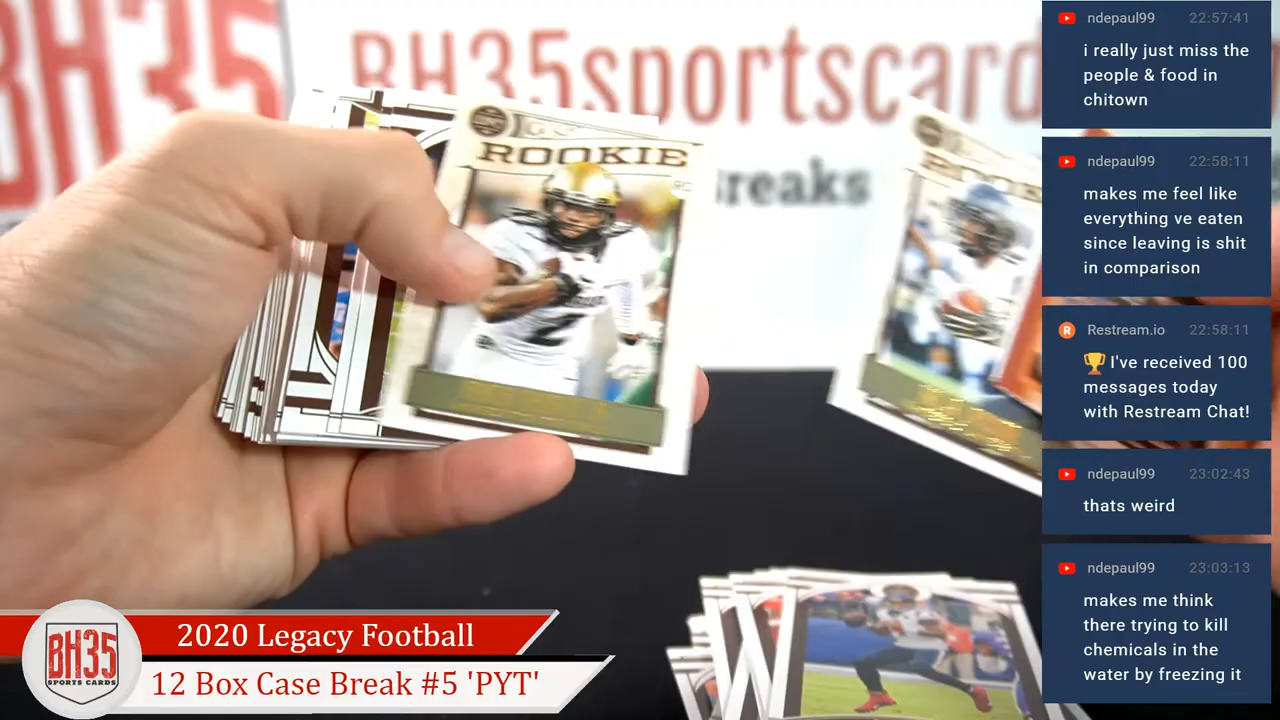 BH35
BH35sportscard
Breaks
ROOKIE
2
BH35
SPORTS CARDS
2020 Legacy Football
12 Box Case Break #5 'PYT'
ndepaul99 22:57:41
i really just miss the
people & food in
chitown
ndepaul99 22:58:11
makes me feel like
everything ve eaten
since leaving is shit
in comparison
Restream.io 22:58:11
🏆 I've received 100
messages today
with Restream Chat!
ndepaul99 23:02:43
thats weird
ndepaul99 23:03:13
makes me think
there trying to kill
chemicals in the
water by freezing it